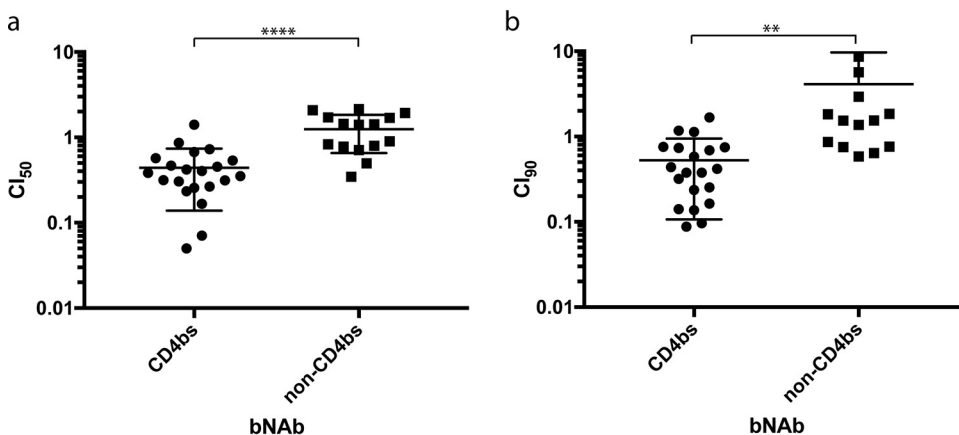 a
****
10
1
0.1
0.01
CI50
CD4bs
non-CD4bs
bNAb
b
**
10
1
0.1
0.01
CI90
CD4bs
non-CD4bs
bNAb